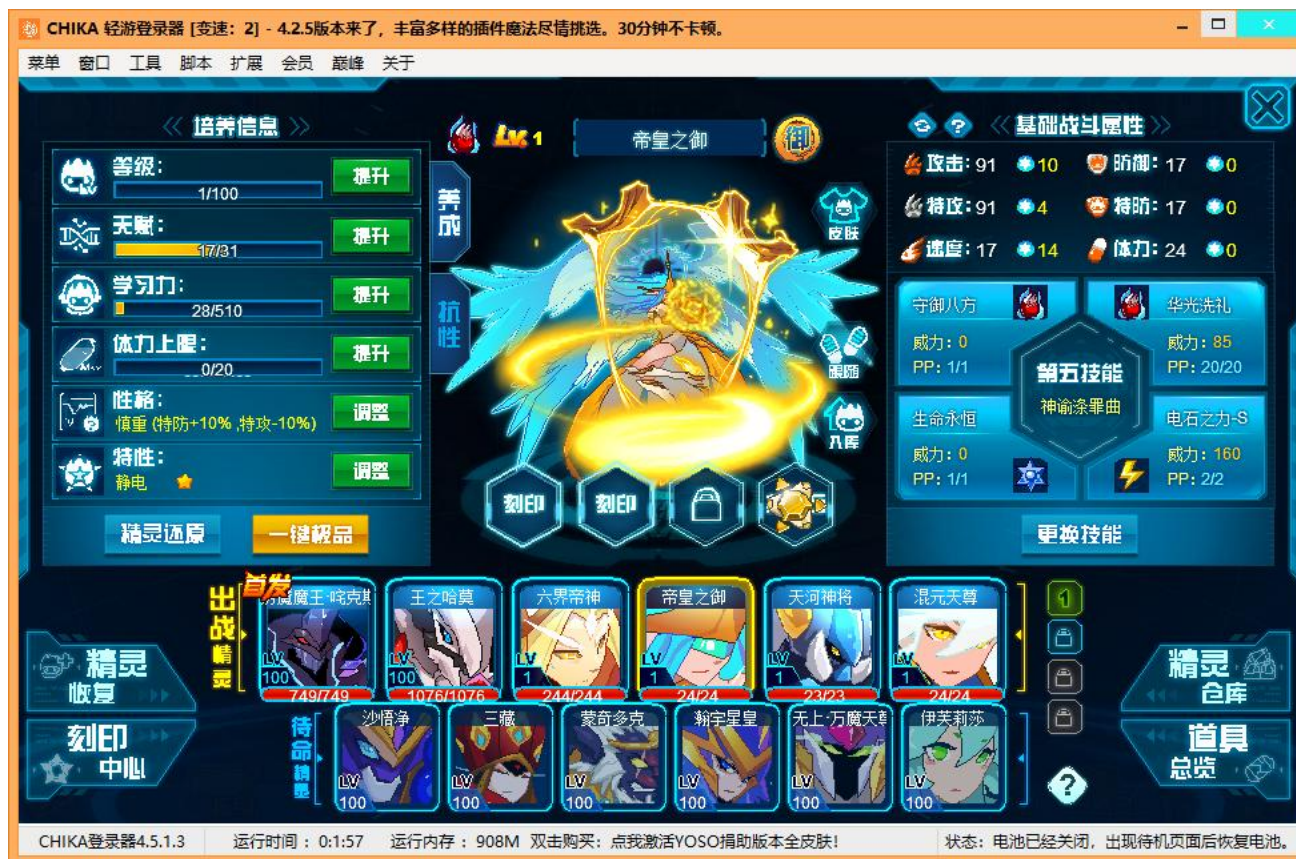 CHIKA 轻游登录器 [变速：2] - 4.2.5版本来了，丰富多样的插件魔法尽情挑选。30分钟不卡顿。
菜单 窗口 工具 脚本 扩展 会员 巅峰 关于
培养信息
等级：
1/100
提升
天赋：
17/31
提升
学习力：
28/510
提升
体力上限：
0/20
提升
性格：
慎重 (特防+10% ,特攻-10%)
调整
特性：
静电
调整
精灵还原
一键极品
养成
抗性
Lv. 1
帝皇之御
御
皮肤
跟随
入库
刻印
刻印
基础战斗属性
攻击：91 10 防御：17 0
特攻：91 4 特防：17 0
速度：17 14 体力：24 0
守御八方
威力：0
PP：1/1
华光洗礼
威力：85
PP：20/20
第五技能
神谕涤罪曲
生命永恒
威力：0
PP：1/1
电石之力-S
威力：160
PP：2/2
更换技能
出战精灵
首发
魔王·咤克斯
LV
100
749/749
王之哈莫
LV
100
1076/1076
六界帝神
LV
1
244/244
帝皇之御
LV
1
24/24
天河神将
LV
1
23/23
混元天尊
LV
1
24/24
1
待命精灵
沙悟净
LV
100
三藏
LV
100
蒙奇多克
LV
100
瀚宇星皇
LV
100
无上·万魔天尊
LV
100
伊芙莉莎
LV
100
精灵
恢复
刻印
中心
精灵
仓库
道具
总览
CHIKA登录器4.5.1.3 运行时间 ：0:1:57 运行内存 ：908M 双击购买：点我激活YOSO捐助版本全皮肤！ 状态：电池已经关闭，出现待机页面后恢复电池。